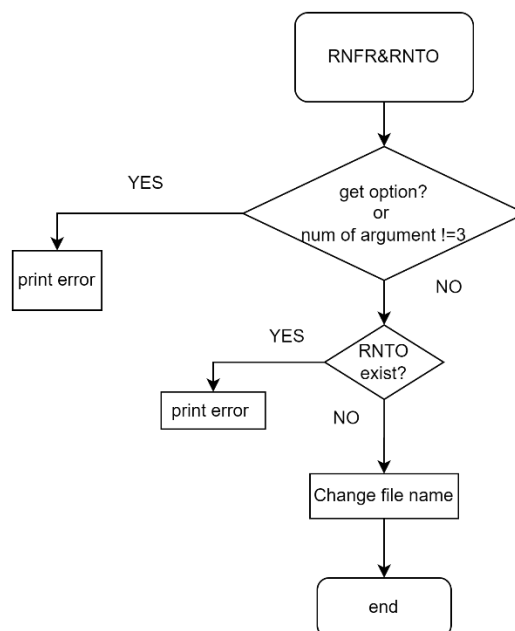 RNFR&RNTO
YES
get option?
or
num of argument !=3
print error
NO
YES
RNTO
exist?
print error
NO
Change file name
end